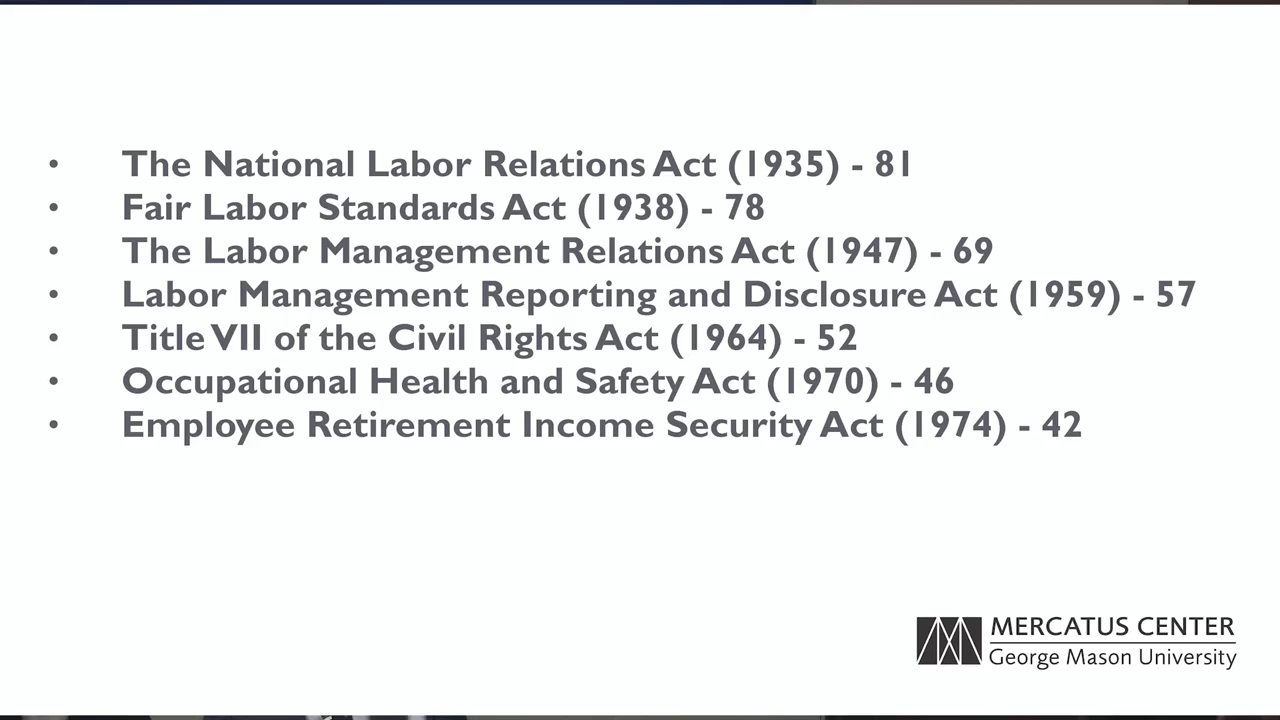 • The National Labor Relations Act (1935) - 81
• Fair Labor Standards Act (1938) - 78
• The Labor Management Relations Act (1947) - 69
• Labor Management Reporting and Disclosure Act (1959) - 57
• Title VII of the Civil Rights Act (1964) - 52
• Occupational Health and Safety Act (1970) - 46
• Employee Retirement Income Security Act (1974) - 42
MERCATUS CENTER
George Mason University